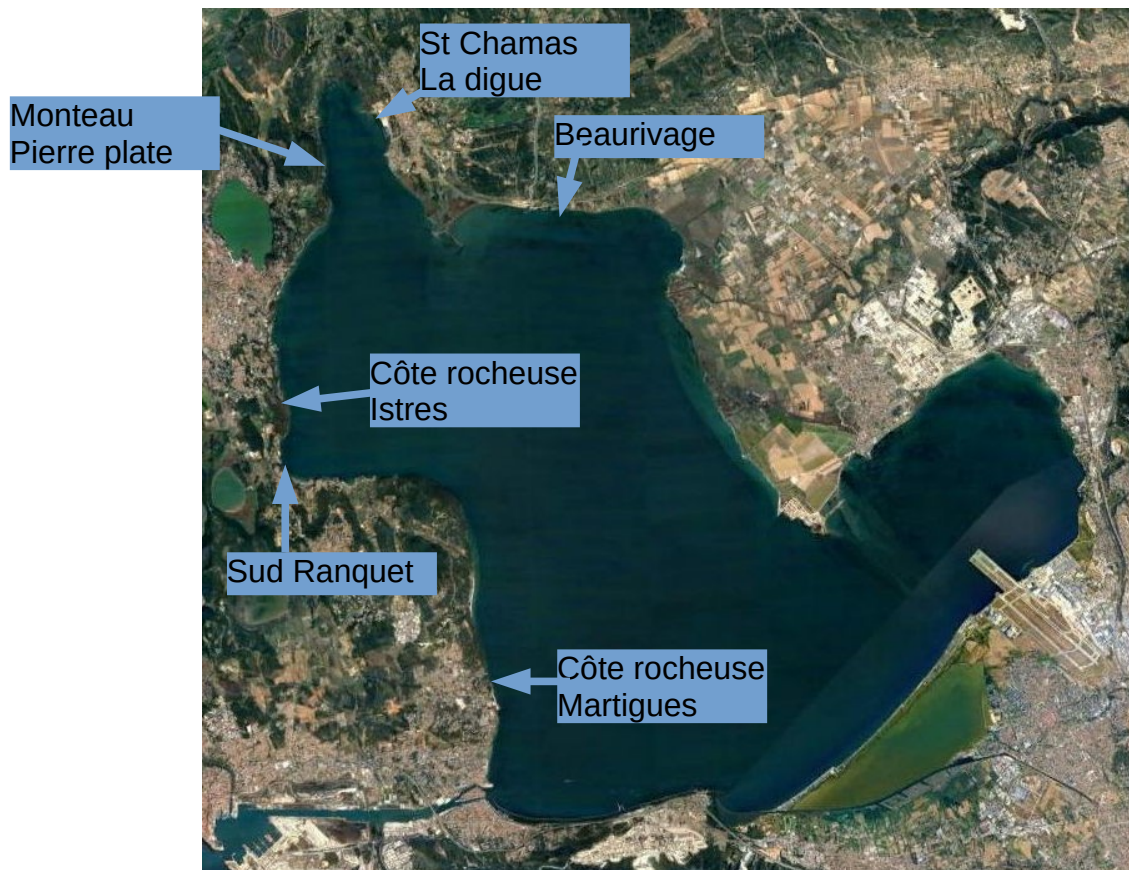 St Chamas
La digue
Monteau
Pierre plate
Beaurivage
Côte rocheuse
Istres
Sud Ranquet
Côte rocheuse
Martigues